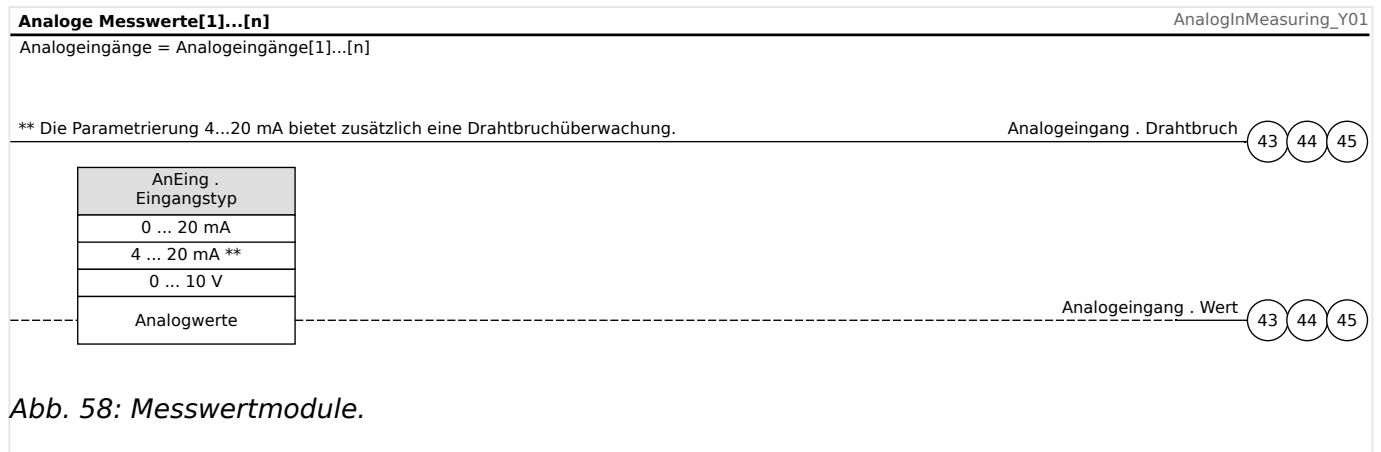 Analoge Messwerte[1]...[n]
AnalogInMeasuring_Y01
Analogeingänge = Analogeingänge[1]...[n]
** Die Parametrierung 4...20 mA bietet zusätzlich eine Drahtbruchüberwachung.
Analogeingang . Drahtbruch
43 44 45
AnEing .
Eingangstyp
0 ... 20 mA
4 ... 20 mA **
0 ... 10 V
Analogwerte
Analogeingang . Wert
43 44 45
Abb. 58: Messwertmodule.